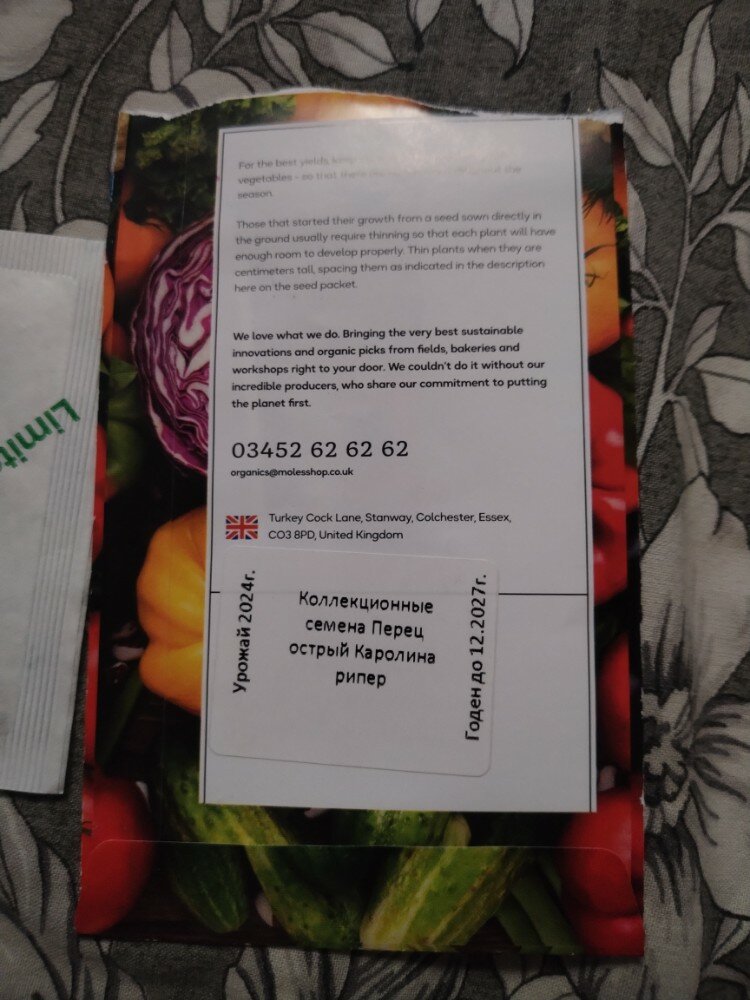 For the best yields, keep
vegetables - so that there the
season.
Those that started their growth from a seed sown directly in
the ground usually require thinning so that each plant will have
enough room to develop properly. Thin plants when they are
centimeters tall, spacing them as indicated in the description
here on the seed packet.
We love what we do. Bringing the very best sustainable
innovations and organic picks from fields, bakeries and
workshops right to your door. We couldn't do it without our
incredible producers, who share our commitment to putting
the planet first.
03452 62 62 62
organics@molesshop.co.uk
Turkey Cock Lane, Stanway, Colchester, Essex,
CO3 8PD, United Kingdom
Урожай 2024г.
Коллекционные
семена Перец
острый Каролина
рипер
Годен до 12.2027г.